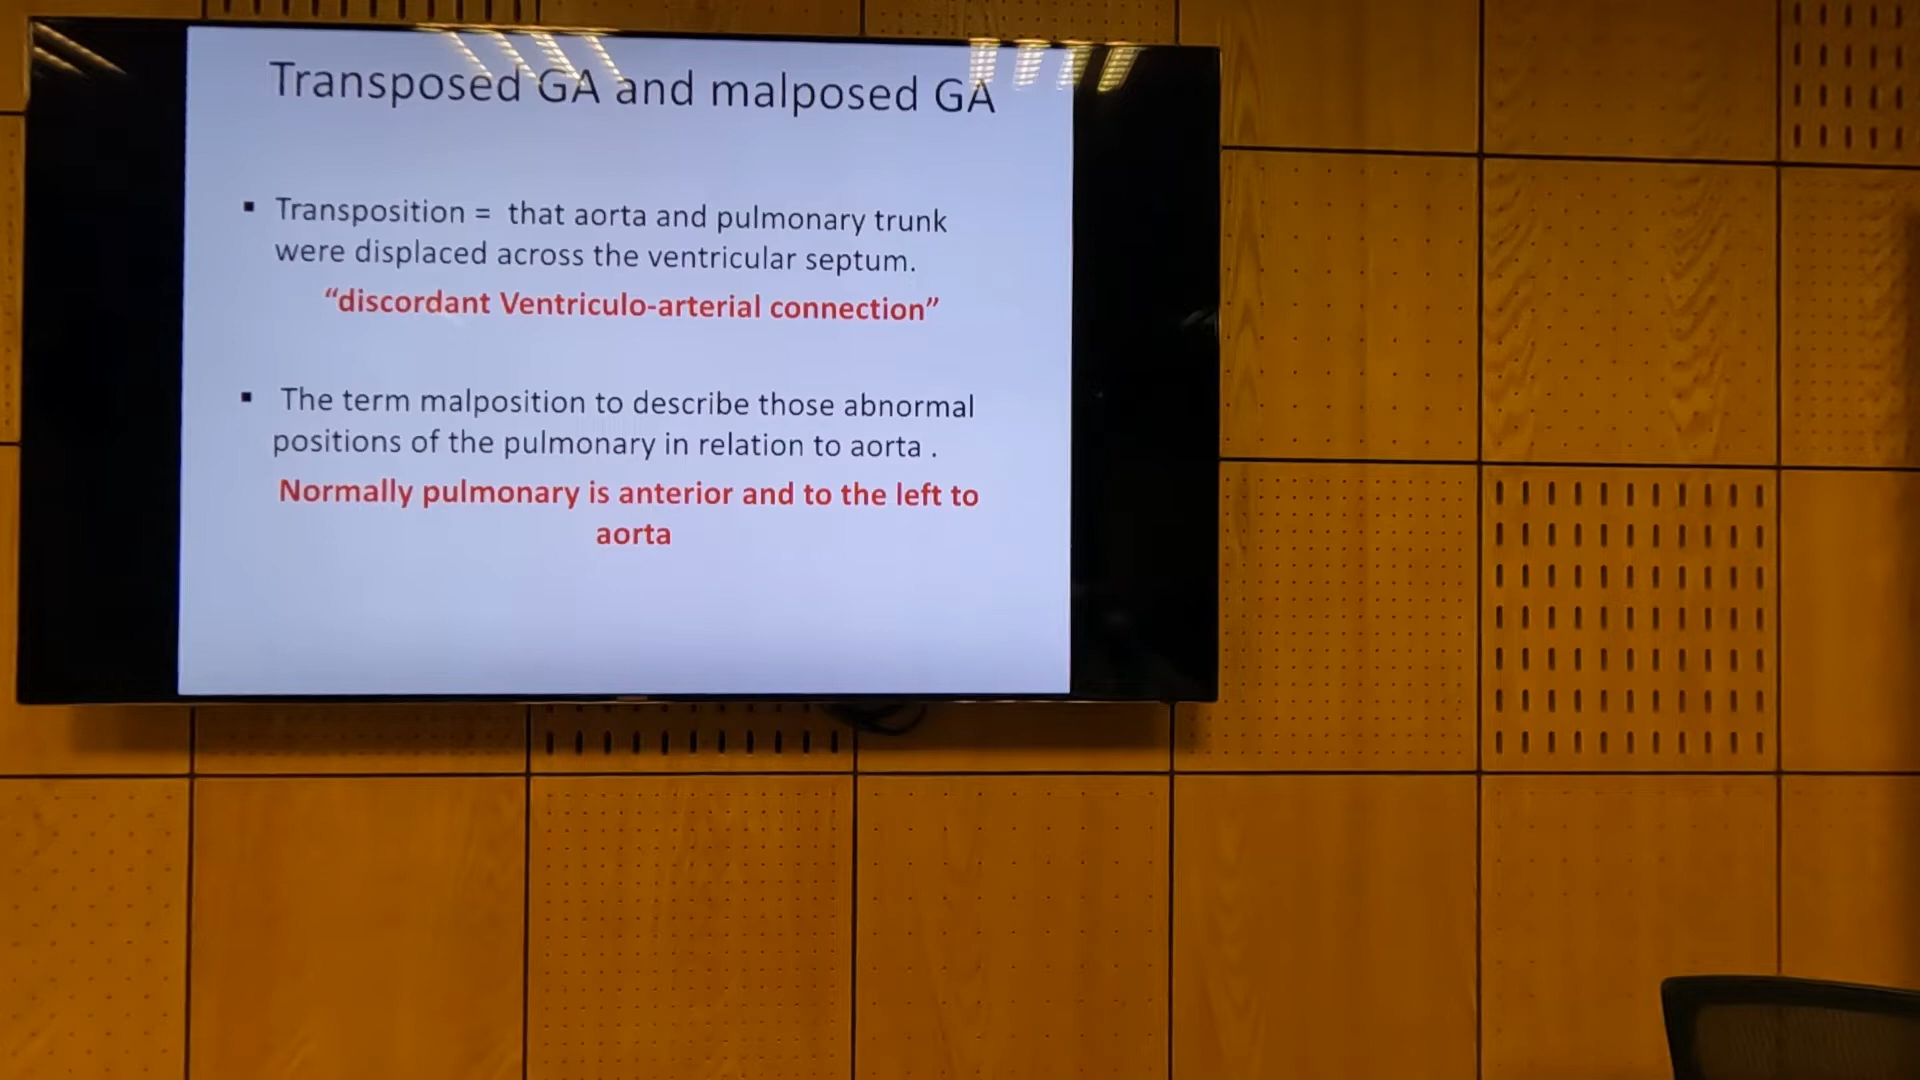 Transposed GA and malposed GA
▪ Transposition = that aorta and pulmonary trunk
were displaced across the ventricular septum.
“discordant Ventriculo-arterial connection”
▪ The term malposition to describe those abnormal
positions of the pulmonary in relation to aorta .
Normally pulmonary is anterior and to the left to
aorta